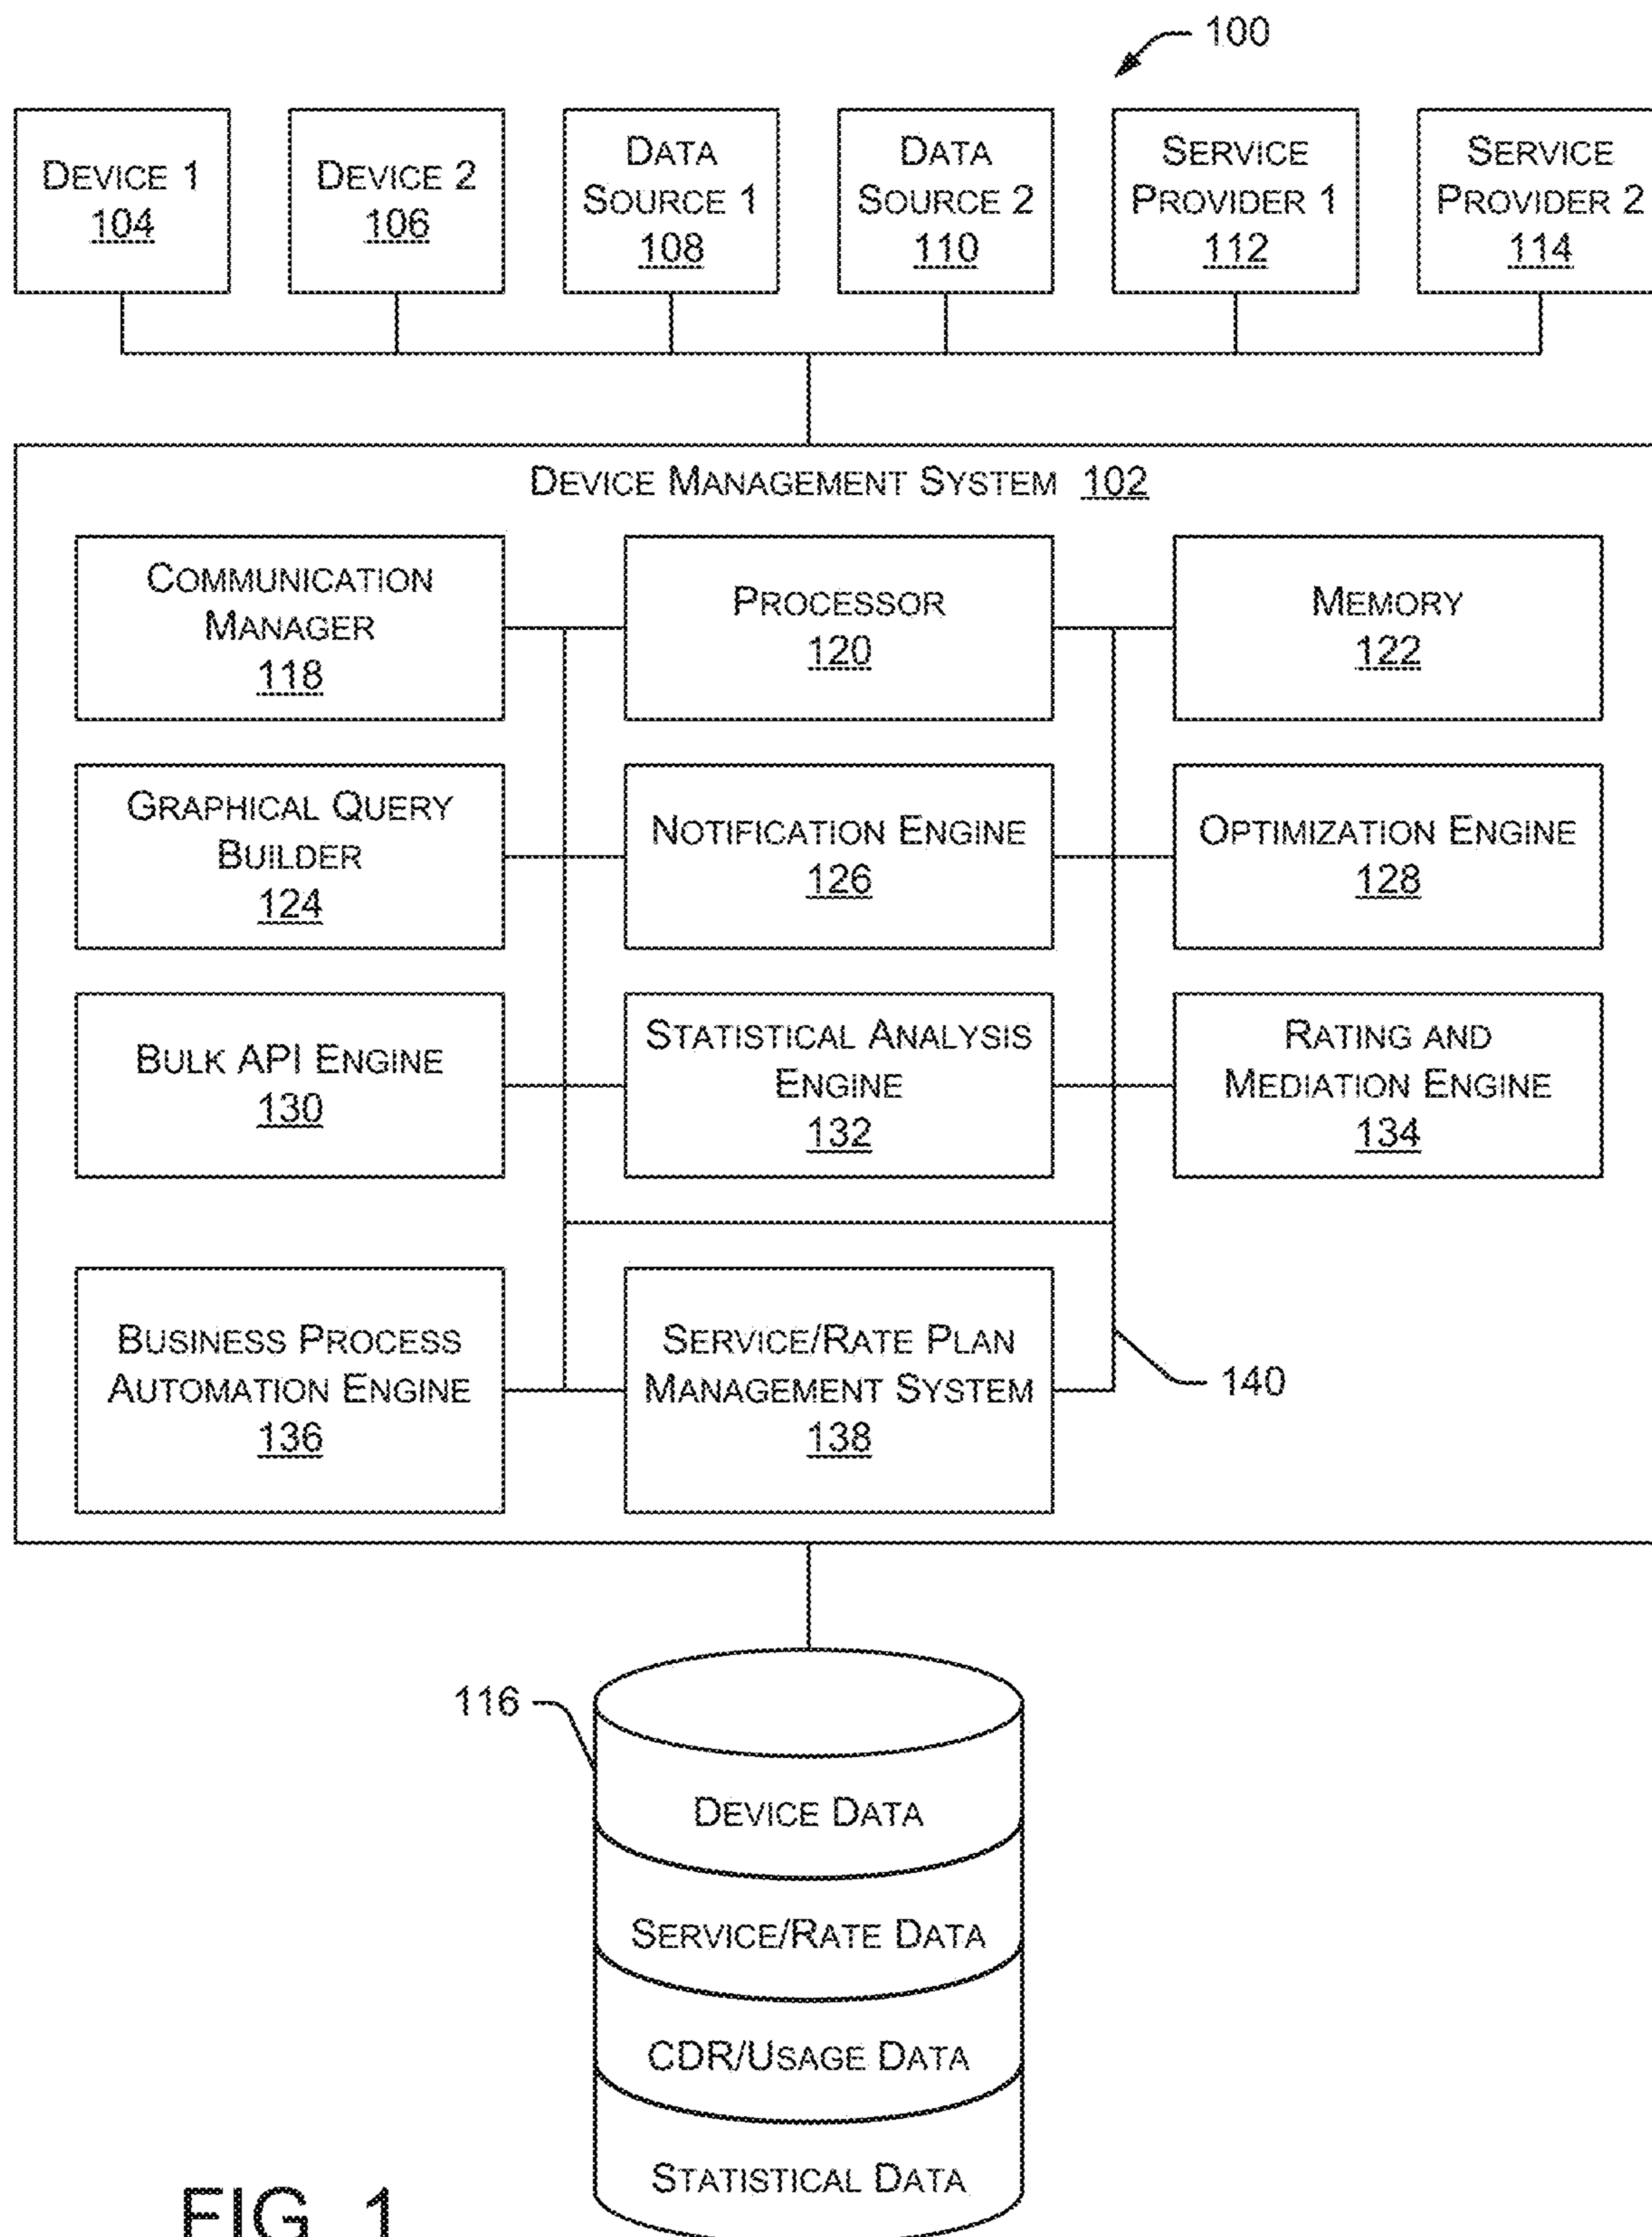 100
DEVICE 1
104
DEVICE 2
106
DATA
SOURCE 1
108
DATA
SOURCE 2
110
SERVICE
PROVIDER 1
112
SERVICE
PROVIDER 2
114
DEVICE MANAGEMENT SYSTEM 102
COMMUNICATION
MANAGER
118
PROCESSOR
120
MEMORY
122
GRAPHICAL QUERY
BUILDER
124
NOTIFICATION ENGINE
126
OPTIMIZATION ENGINE
128
BULK API ENGINE
130
STATISTICAL ANALYSIS
ENGINE
132
RATING AND
MEDIATION ENGINE
134
BUSINESS PROCESS
AUTOMATION ENGINE
136
SERVICE/RATE PLAN
MANAGEMENT SYSTEM
138
140
116
DEVICE DATA
SERVICE/RATE DATA
CDR/USAGE DATA
STATISTICAL DATA
FIG. 1